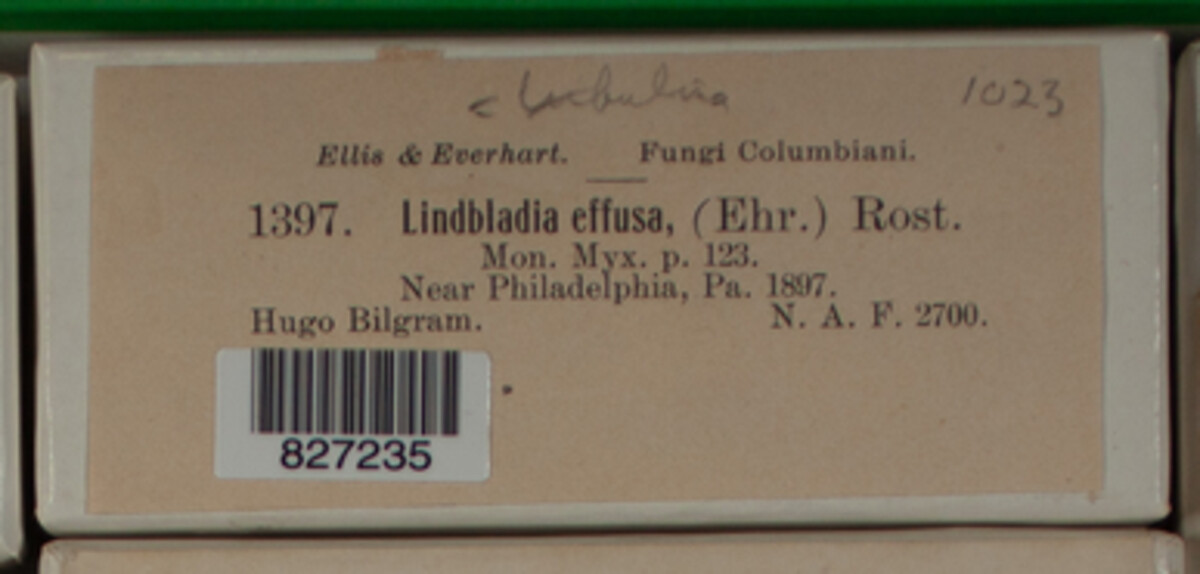 1023
Ellis & Everhart. Fungi Columbiani.
1397. Lindbladia effusa, (Ehr.) Rost.
Mon. Myx. p. 123.
Near Philadelphia, Pa. 1897.
Hugo Bilgram. N. A. F. 2700.
827235